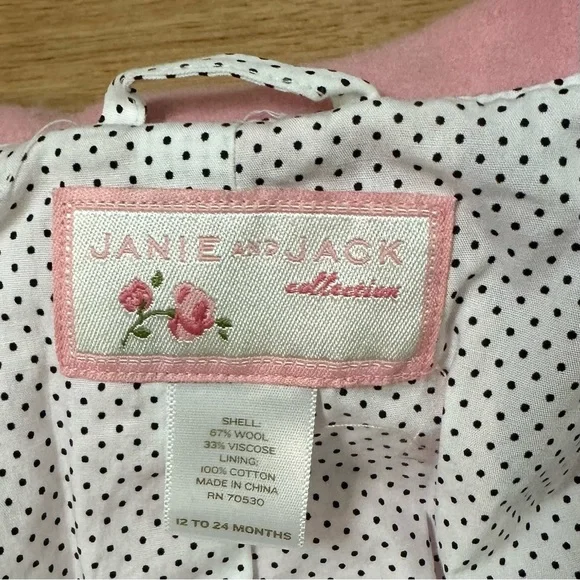 JANIE AND JACK
collection
SHELL:
67% WOOL
33% VISCOSE
LINING:
100% COTTON
MADE IN CHINA
RN 70530
12 TO 24 MONTHS